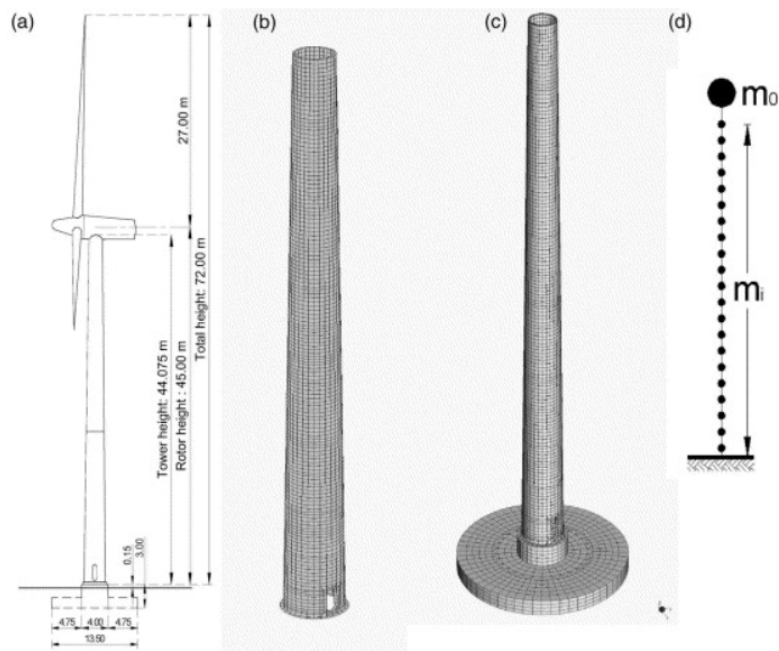 (a)
27.00 m
Tower height: 44.075 m
Rotor height : 45.00 m
Total height: 72.00 m
0.15
3.00
4.75 4.00 4.75
13.50
(b)
(c)
(d)
m0
mi